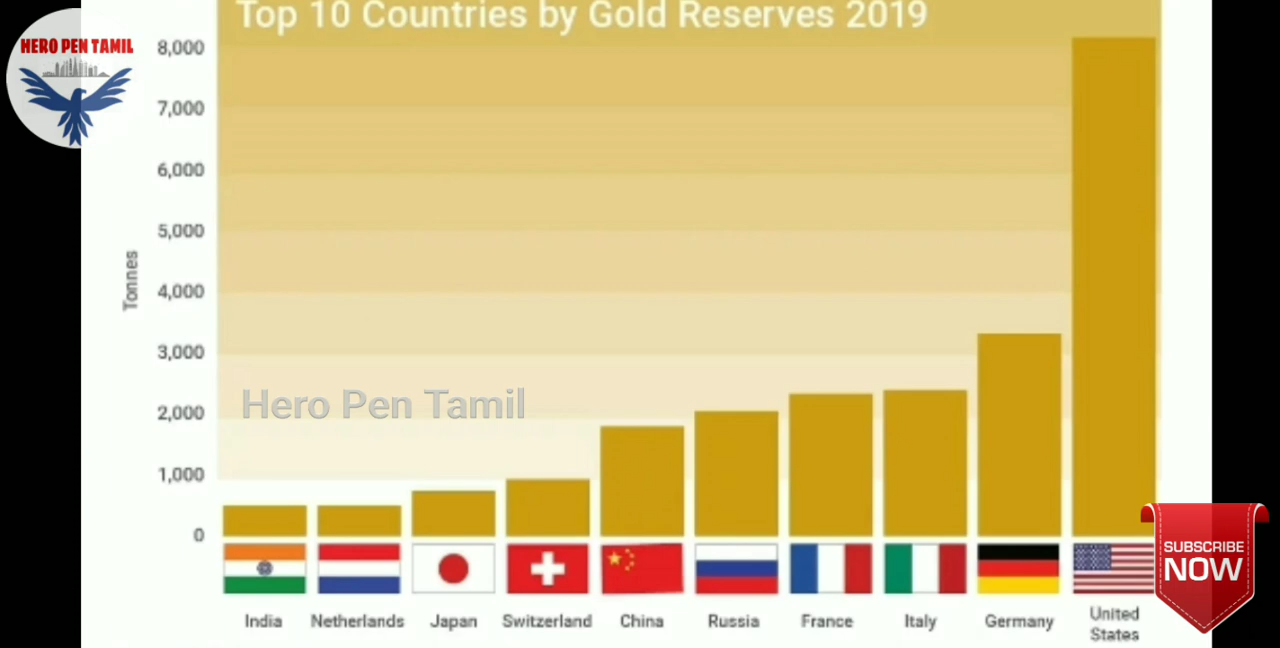 Top 10 Countries by Gold Reserves 2019
HERO PEN TAMIL
8,000
7,000
6,000
5,000
4,000
3,000
2,000
1,000
0
Tonnes
Hero Pen Tamil
India
Netherlands
Japan
Switzerland
China
Russia
France
Italy
Germany
United
States
SUBSCRIBE
NOW